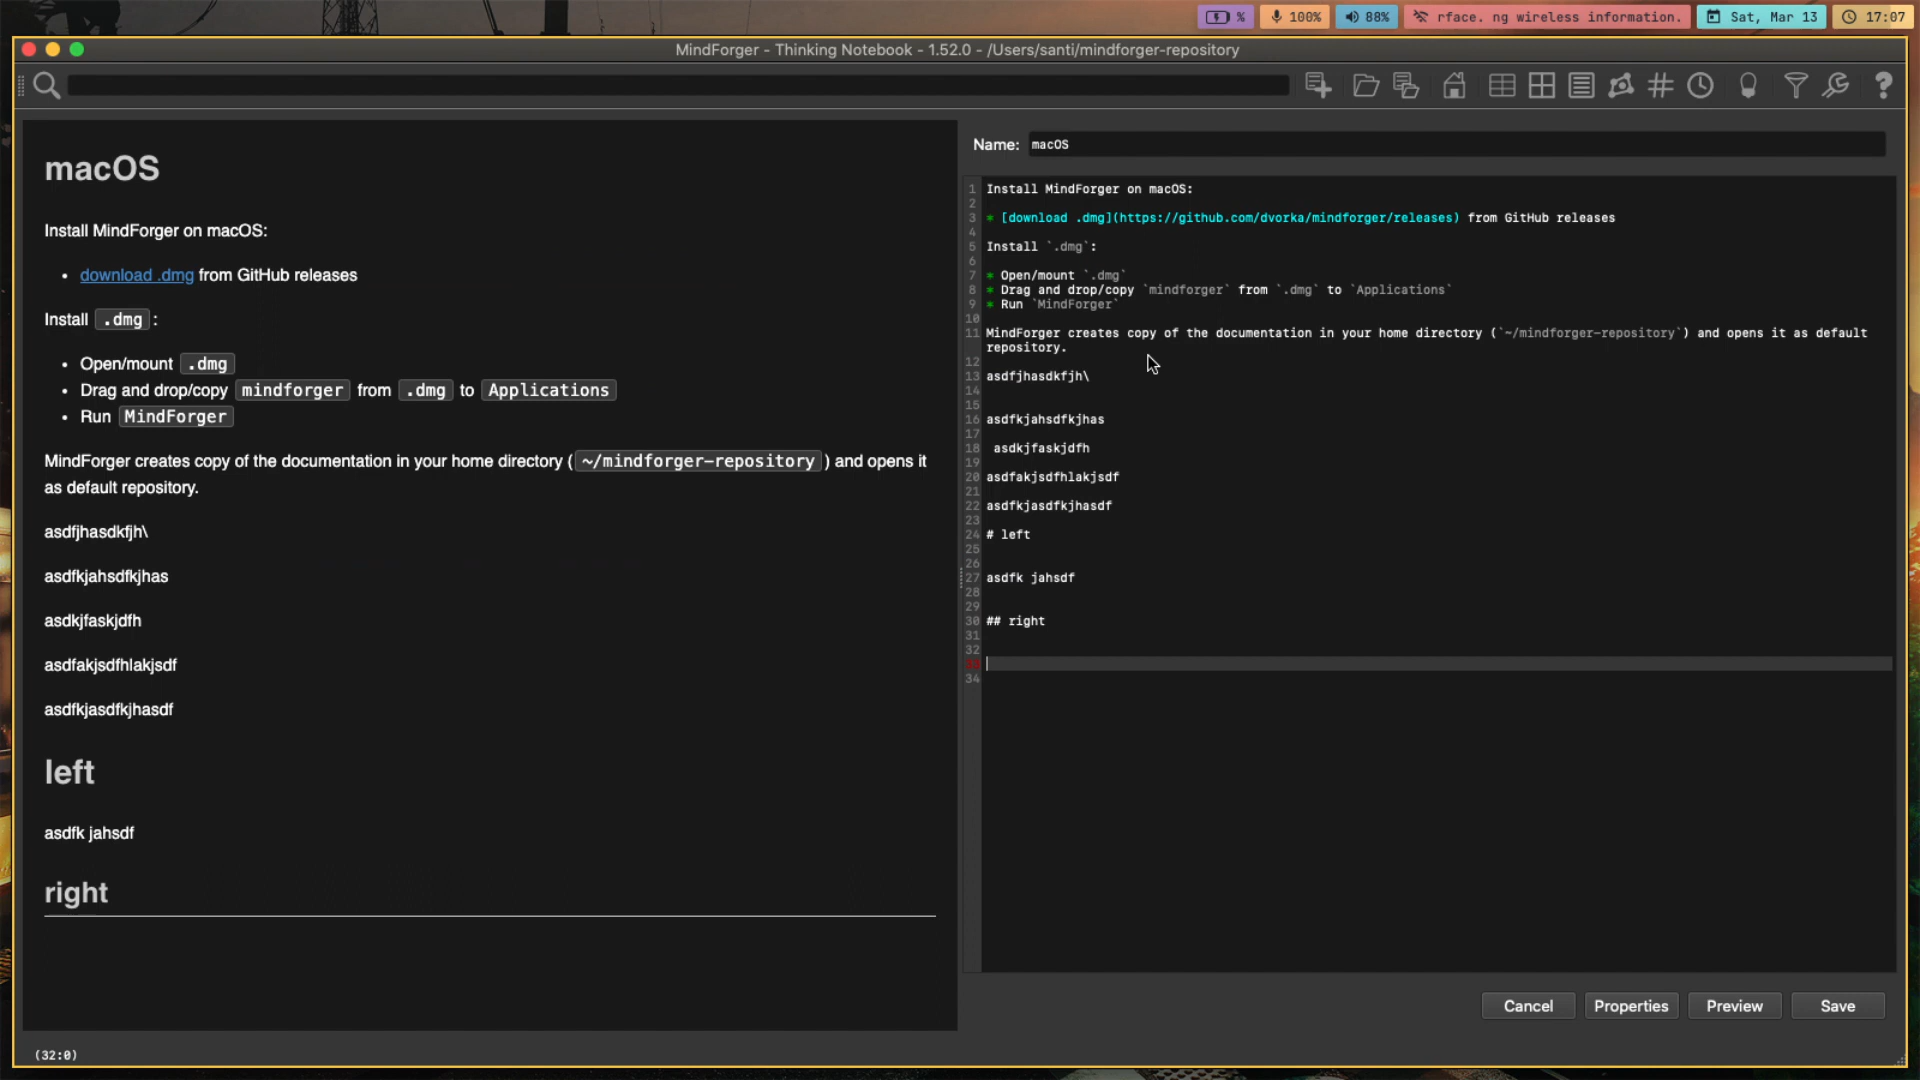 % 100% 88% rface. ng wireless information. Sat, Mar 13 17:07
MindForger - Thinking Notebook - 1.52.0 - /Users/santi/mindforger-repository
macOS
Install MindForger on macOS:
• download .dmg from GitHub releases
Install .dmg :
• Open/mount .dmg
• Drag and drop/copy mindforger from .dmg to Applications
• Run MindForger
MindForger creates copy of the documentation in your home directory ( ~/mindforger-repository ) and opens it
as default repository.
asdfjhasdkfjh\
asdfkjahsdfkjhas
asdkjfaskjdfh
asdfakjsdfhlakjsdf
asdfkjasdfkjhasdf
left
asdfk jahsdf
right
Name: macOS
1 Install MindForger on macOS:
2
3 * [download .dmg](https://github.com/dvorka/mindforger/releases) from GitHub releases
4
5 Install `.dmg`:
6
7 * Open/mount `.dmg`
8 * Drag and drop/copy `mindforger` from `.dmg` to `Applications`
9 * Run `MindForger`
10
11 MindForger creates copy of the documentation in your home directory (`~/mindforger-repository`) and opens it as default
repository.
12
13 asdfjhasdkfjh\
14
15
16 asdfkjahsdfkjhas
17
18 asdkjfaskjdfh
19
20 asdfakjsdfhlakjsdf
21
22 asdfkjasdfkjhasdf
23
24 # left
25
26
27 asdfk jahsdf
28
29
30 ## right
31
32
33
34
Cancel Properties Preview Save
(32:0)